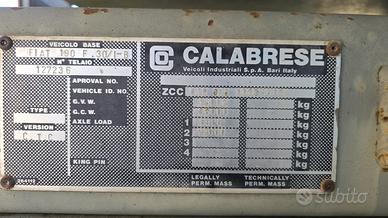 VEICOLO BASE
FIAT 190 F.30/1-B
N° TELAIO
127236
APROVAL NO.
VEHICLE ID. NO.
G.V.W.
G.C.W.
AXLE LOAD
TYPE
VERSION
C T C
KING PIN
CALABRESE
Veicoli Industriali S.p.A. Bari Italy
ZCC
kg
kg
1 kg
2 kg
3 kg
4 kg
LEGALLY PERM. MASS
TECHNICALLY PERM. MASS
subito